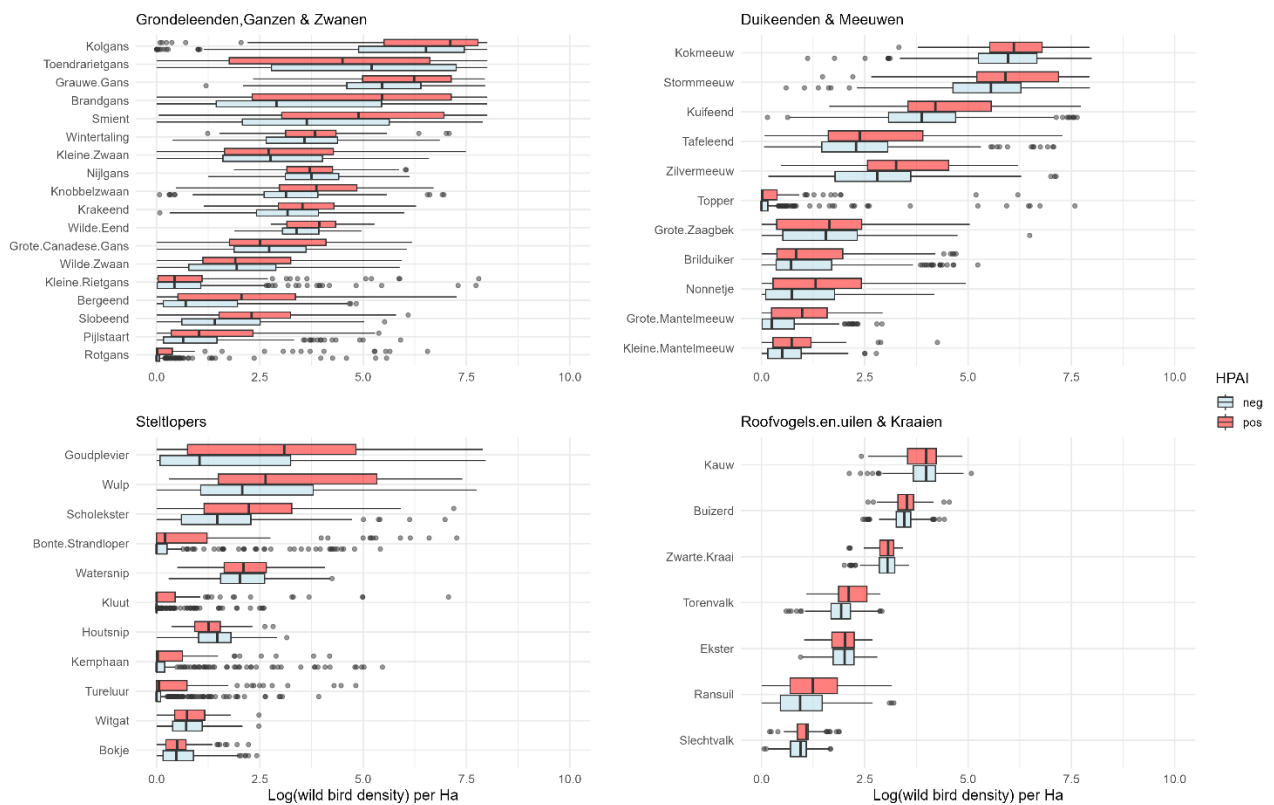 Grondeleenden,Ganzen & Zwanen
Kolgans
Toendrarietgans
Grauwe.Gans
Brandgans
Smient
Wintertaling
Kleine.Zwaan
Nijlgans
Knobbelzwaan
Krakeend
Wilde.Eend
Grote.Canadese.Gans
Wilde.Zwaan
Kleine.Rietgans
Bergeend
Slobeend
Pijlstaart
Rotgans
0.0 2.5 5.0 7.5 10.0
Duikeenden & Meeuwen
Kokmeeuw
Stormmeeuw
Kuifeend
Tafeleend
Zilvermeeuw
Topper
Grote.Zaagbek
Brilduiker
Nonnetje
Grote.Mantelmeeuw
Kleine.Mantelmeeuw
0.0 2.5 5.0 7.5 10.0
HPAI
neg
pos
Steltlopers
Goudplevier
Wulp
Scholekster
Bonte.Strandloper
Watersnip
Kluut
Houtsnip
Kemphaan
Tureluur
Witgat
Bokje
0.0 2.5 5.0 7.5 10.0
Log(wild bird density) per Ha
Roofvogels.en.uilen & Kraaien
Kauw
Buizerd
Zwarte.Kraai
Torenvalk
Ekster
Ransuil
Slechtvalk
0.0 2.5 5.0 7.5 10.0
Log(wild bird density) per Ha